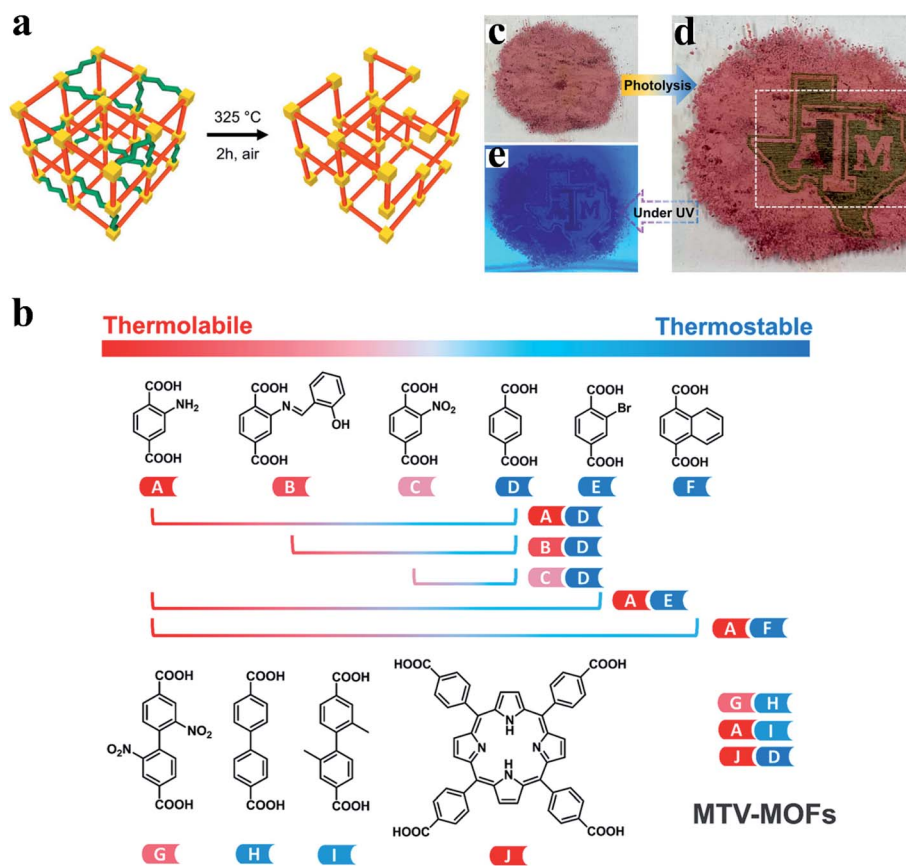 a
325 °C
2h, air
c
Photolysis
d
A T M
e
A T M
Under UV
b
Thermolabile
Thermostable
COOH
NH₂
COOH
A
COOH
N
OH
COOH
B
COOH
NO₂
COOH
C
COOH
COOH
D
COOH
Br
COOH
E
COOH
COOH
F
A D
B D
C D
A E
A F
COOH
NO₂
O₂N
COOH
G
COOH
COOH
H
COOH
COOH
I
HOOC
COOH
N
H
N
N
H
N
HOOC
COOH
J
G H
A I
J D
MTV-MOFs